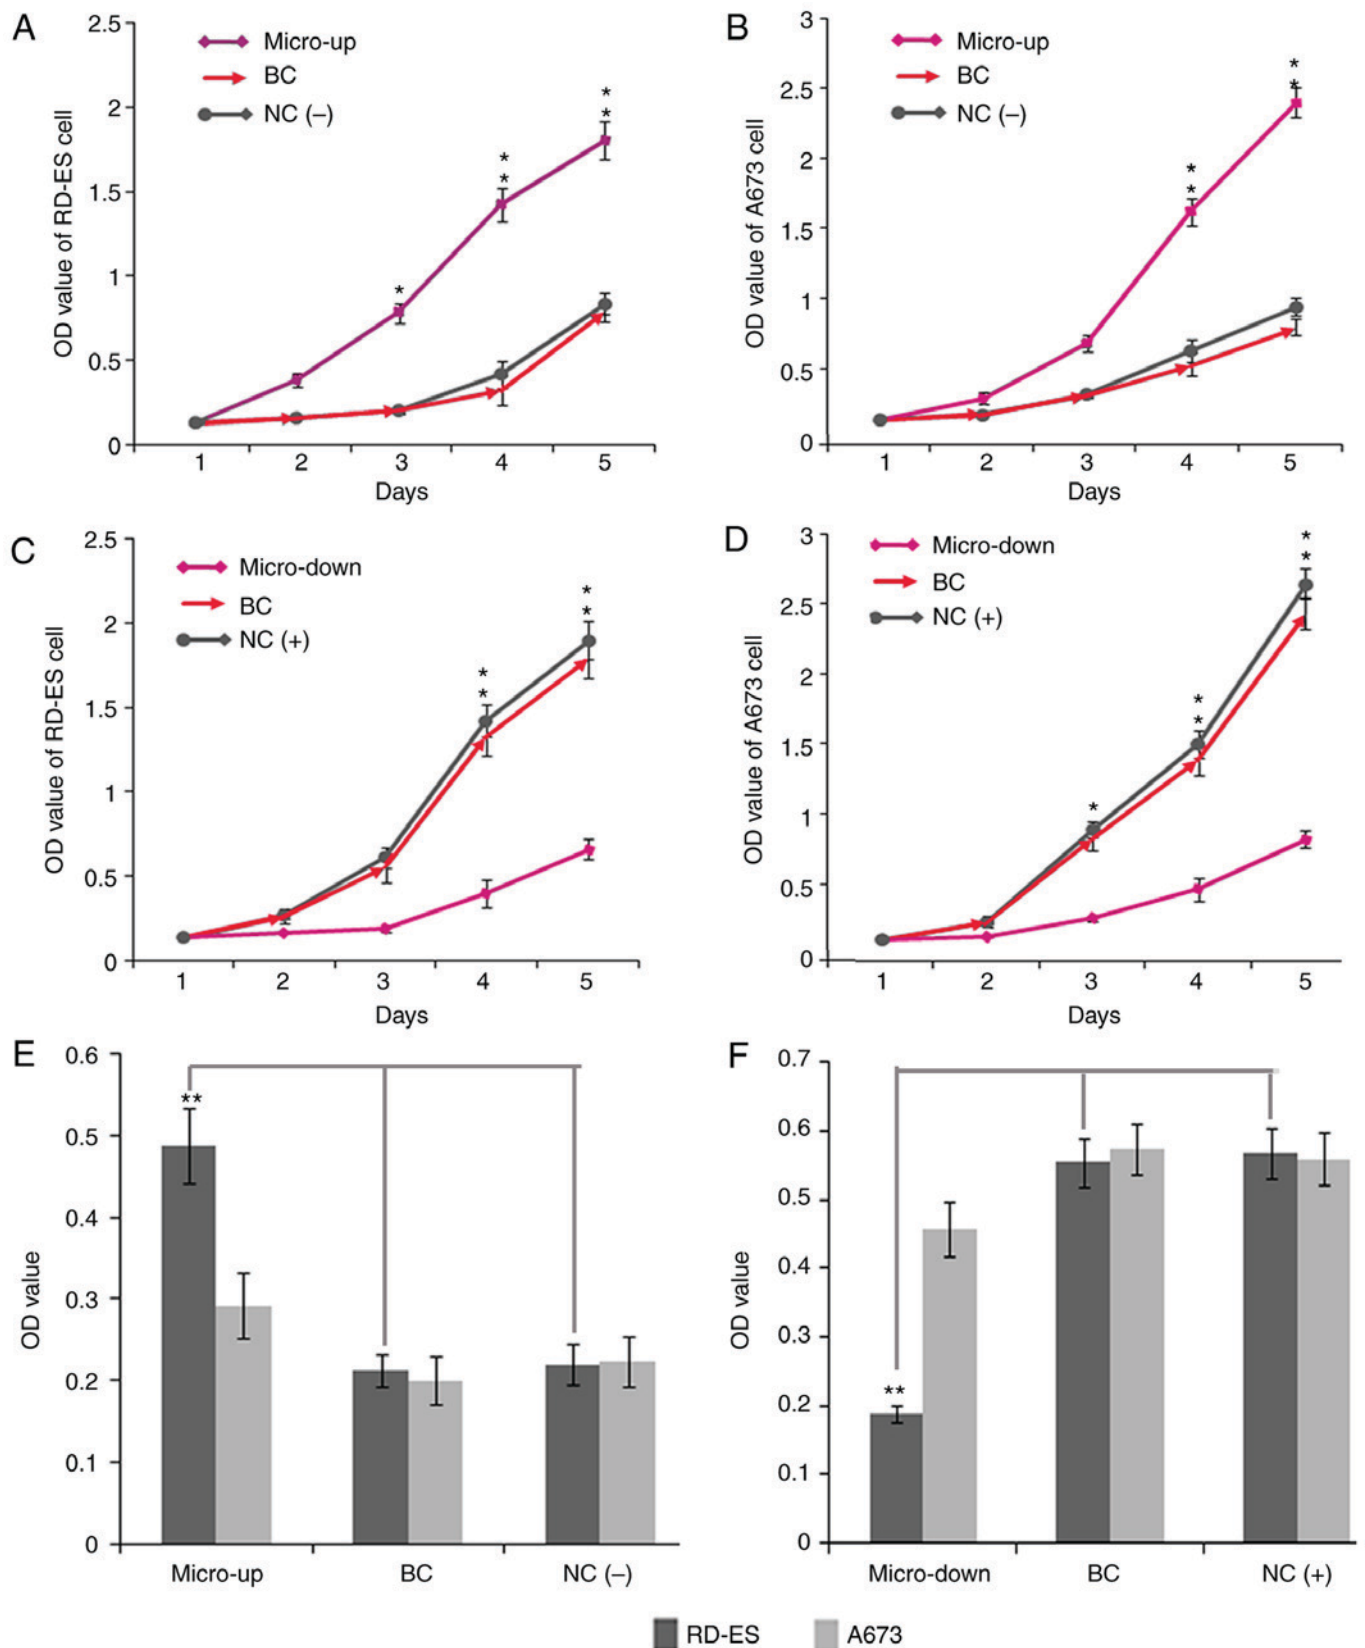 A
Micro-up
BC
NC (–)
OD value of RD-ES cell
2.5
2
1.5
1
0.5
0
* *
* *
*
1 2 3 4 5
Days
B
Micro-up
BC
NC (–)
OD value of A673 cell
3
2.5
2
1.5
1
0.5
0
* *
* *
1 2 3 4 5
Days
C
Micro-down
BC
NC (+)
OD value of RD-ES cell
2.5
2
1.5
1
0.5
0
* *
* *
1 2 3 4 5
Days
D
Micro-down
BC
NC (+)
OD value of A673 cell
3
2.5
2
1.5
1
0.5
0
* *
* *
*
1 2 3 4 5
Days
E
OD value
0.6
0.5
0.4
0.3
0.2
0.1
0
**
Micro-up BC NC (–)
F
OD value
0.7
0.6
0.5
0.4
0.3
0.2
0.1
0
**
Micro-down BC NC (+)
RD-ES A673